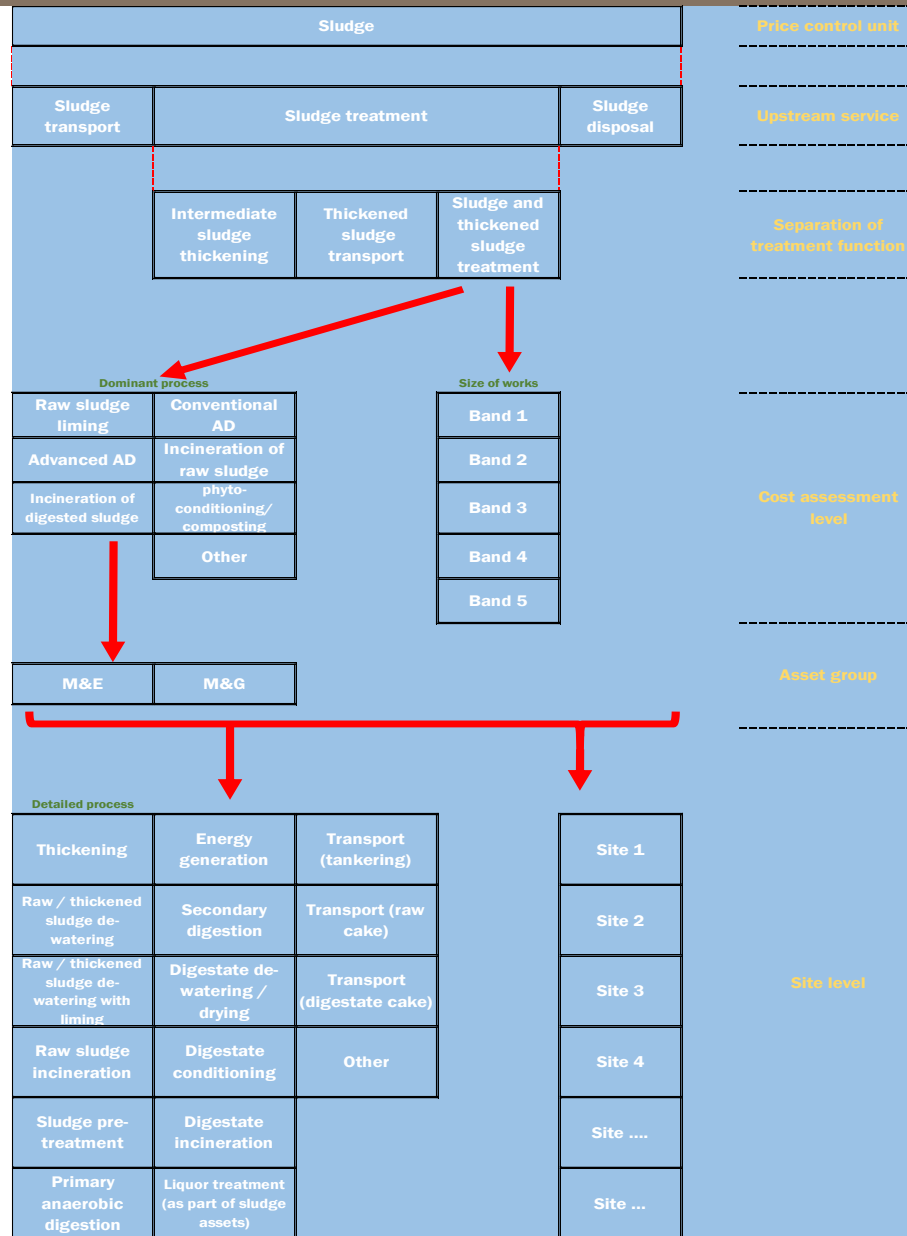 Sludge
Price control unit
Sludge
transport
Sludge treatment
Sludge
disposal
Upstream service
Intermediate
sludge
thickening
Thickened
sludge
transport
Sludge and
thickened
sludge
treatment
Separation of
treatment function
Dominant process
Size of works
Raw sludge
liming
Conventional
AD
Band 1
Advanced AD
Incineration of
raw sludge
Band 2
Incineration of
digested sludge
phyto-
conditioning/
composting
Band 3
Cost assessment
level
Other
Band 4
Band 5
M&E
M&G
Asset group
Detailed process
Thickening
Energy
generation
Transport
(tankering)
Site 1
Raw / thickened
sludge de-
watering
Secondary
digestion
Transport (raw
cake)
Site 2
Raw / thickened
sludge de-
watering with
liming
Digestate de-
watering /
drying
Transport
(digestate cake)
Site 3
Site level
Raw sludge
incineration
Digestate
conditioning
Other
Site 4
Sludge pre-
treatment
Digestate
incineration
Site ....
Primary
anaerobic
digestion
Liquor treatment
(as part of sludge
assets)
Site ...